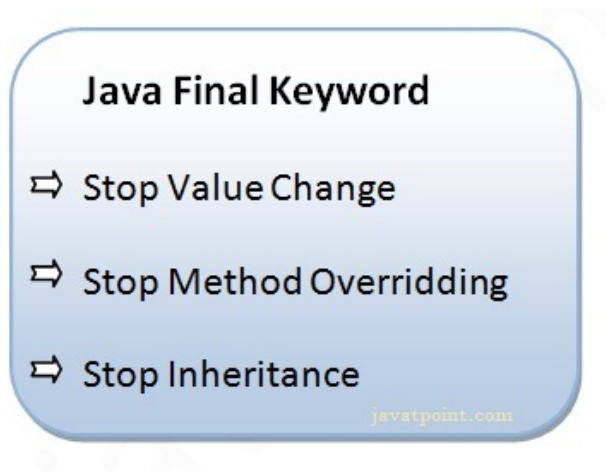 Java Final Keyword
⇨ Stop Value Change
⇨ Stop Method Overridding
⇨ Stop Inheritance
javatpoint.com